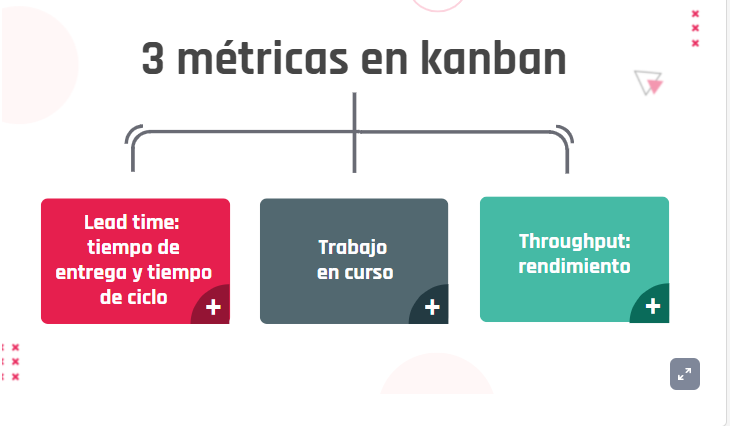 3 métricas en kanban
Lead time:
tiempo de
entrega y tiempo
de ciclo
+
Trabajo
en curso
+
Throughput:
rendimiento
+